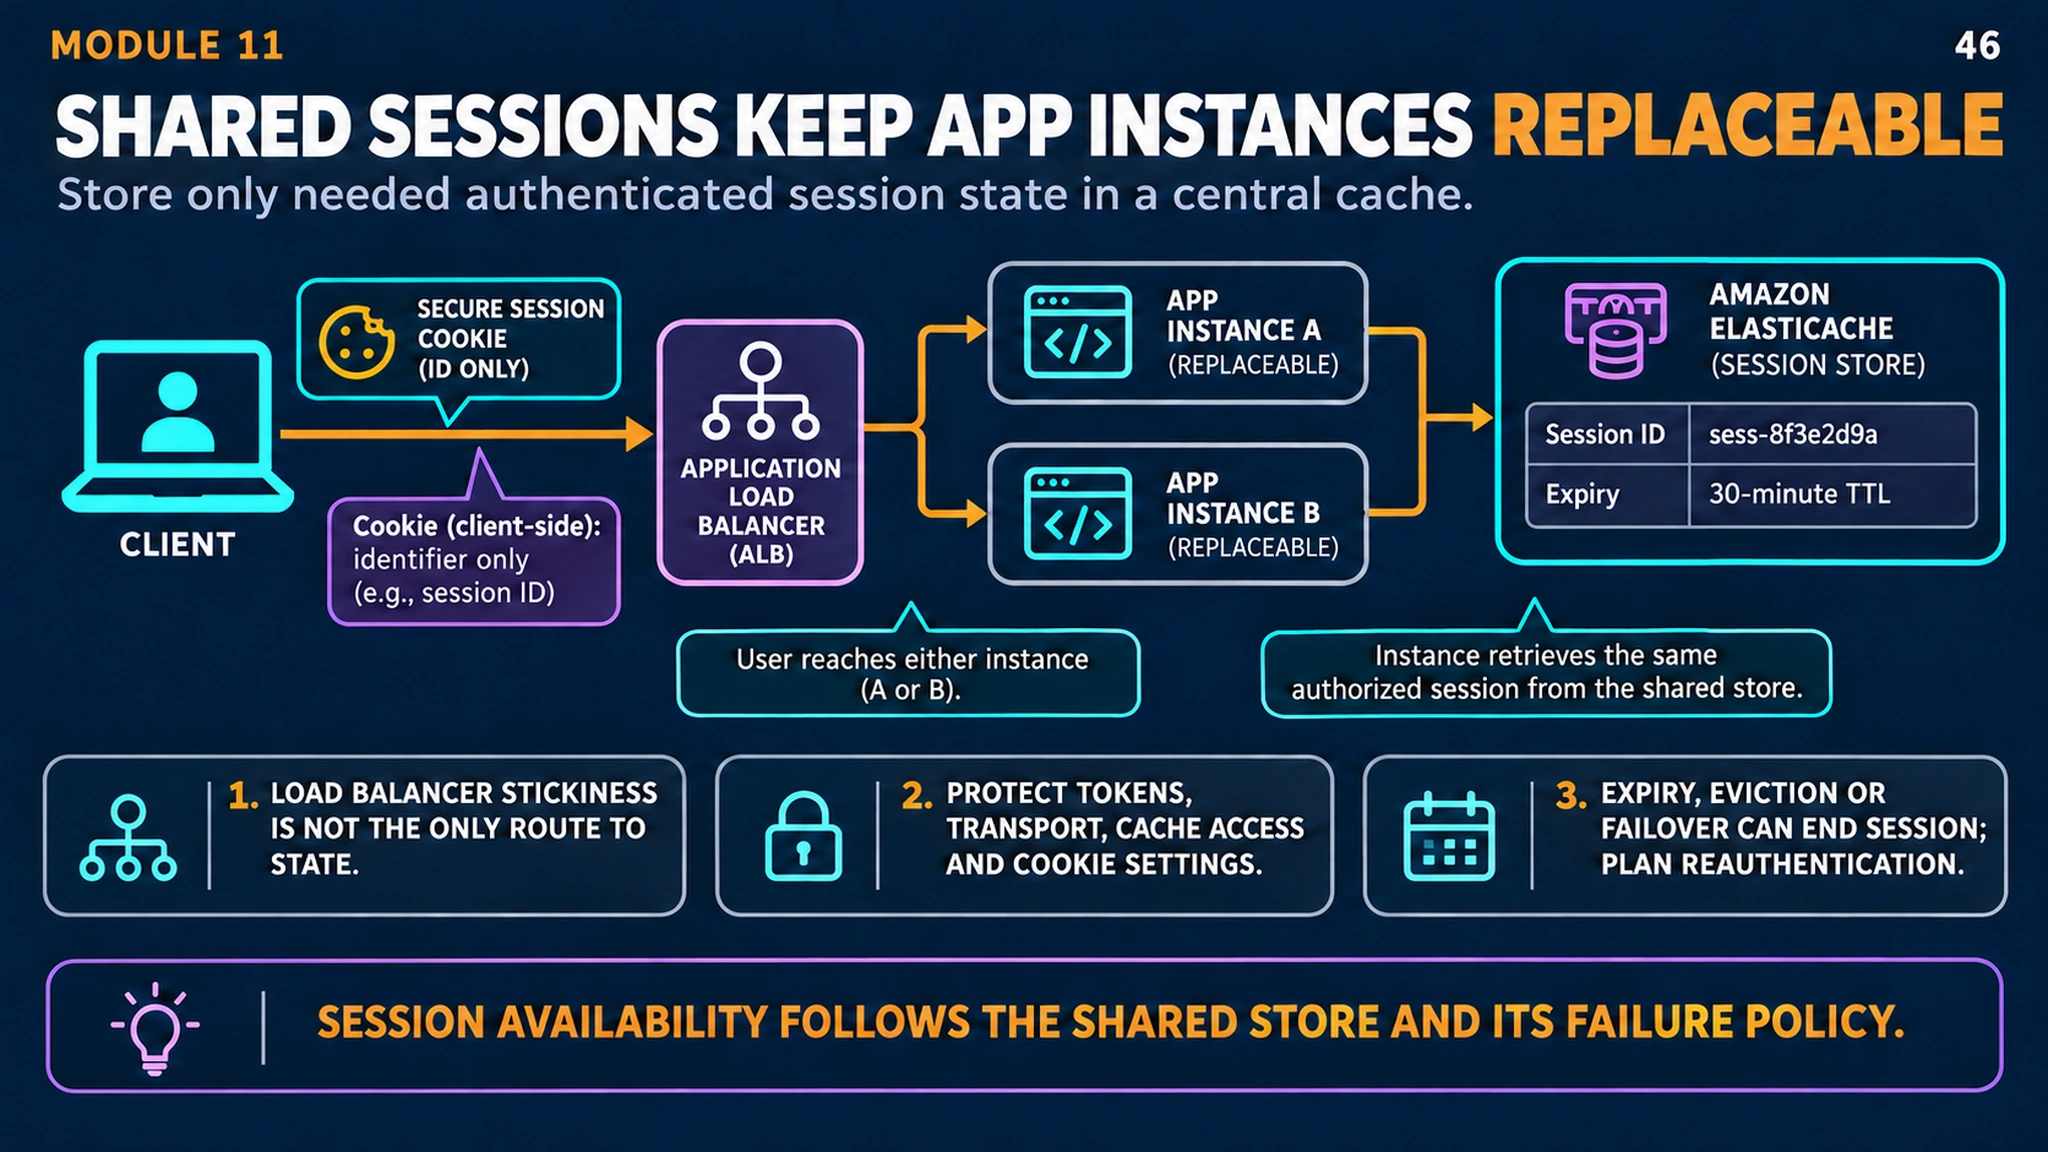 MODULE 11
46
SHARED SESSIONS KEEP APP INSTANCES REPLACEABLE
Store only needed authenticated session state in a central cache.
SECURE SESSION
COOKIE
(ID ONLY)
CLIENT
Cookie (client-side):
identifier only
(e.g., session ID)
APPLICATION
LOAD
BALANCER
(ALB)
APP
INSTANCE A
(REPLACEABLE)
APP
INSTANCE B
(REPLACEABLE)
AMAZON
ELASTICACHE
(SESSION STORE)
Session ID sess-8f3e2d9a
Expiry 30-minute TTL
User reaches either instance
(A or B).
Instance retrieves the same
authorized session from the shared store.
1. LOAD BALANCER STICKINESS
IS NOT THE ONLY ROUTE TO
STATE.
2. PROTECT TOKENS,
TRANSPORT, CACHE ACCESS
AND COOKIE SETTINGS.
3. EXPIRY, EVICTION OR
FAILOVER CAN END SESSION;
PLAN REAUTHENTICATION.
SESSION AVAILABILITY FOLLOWS THE SHARED STORE AND ITS FAILURE POLICY.